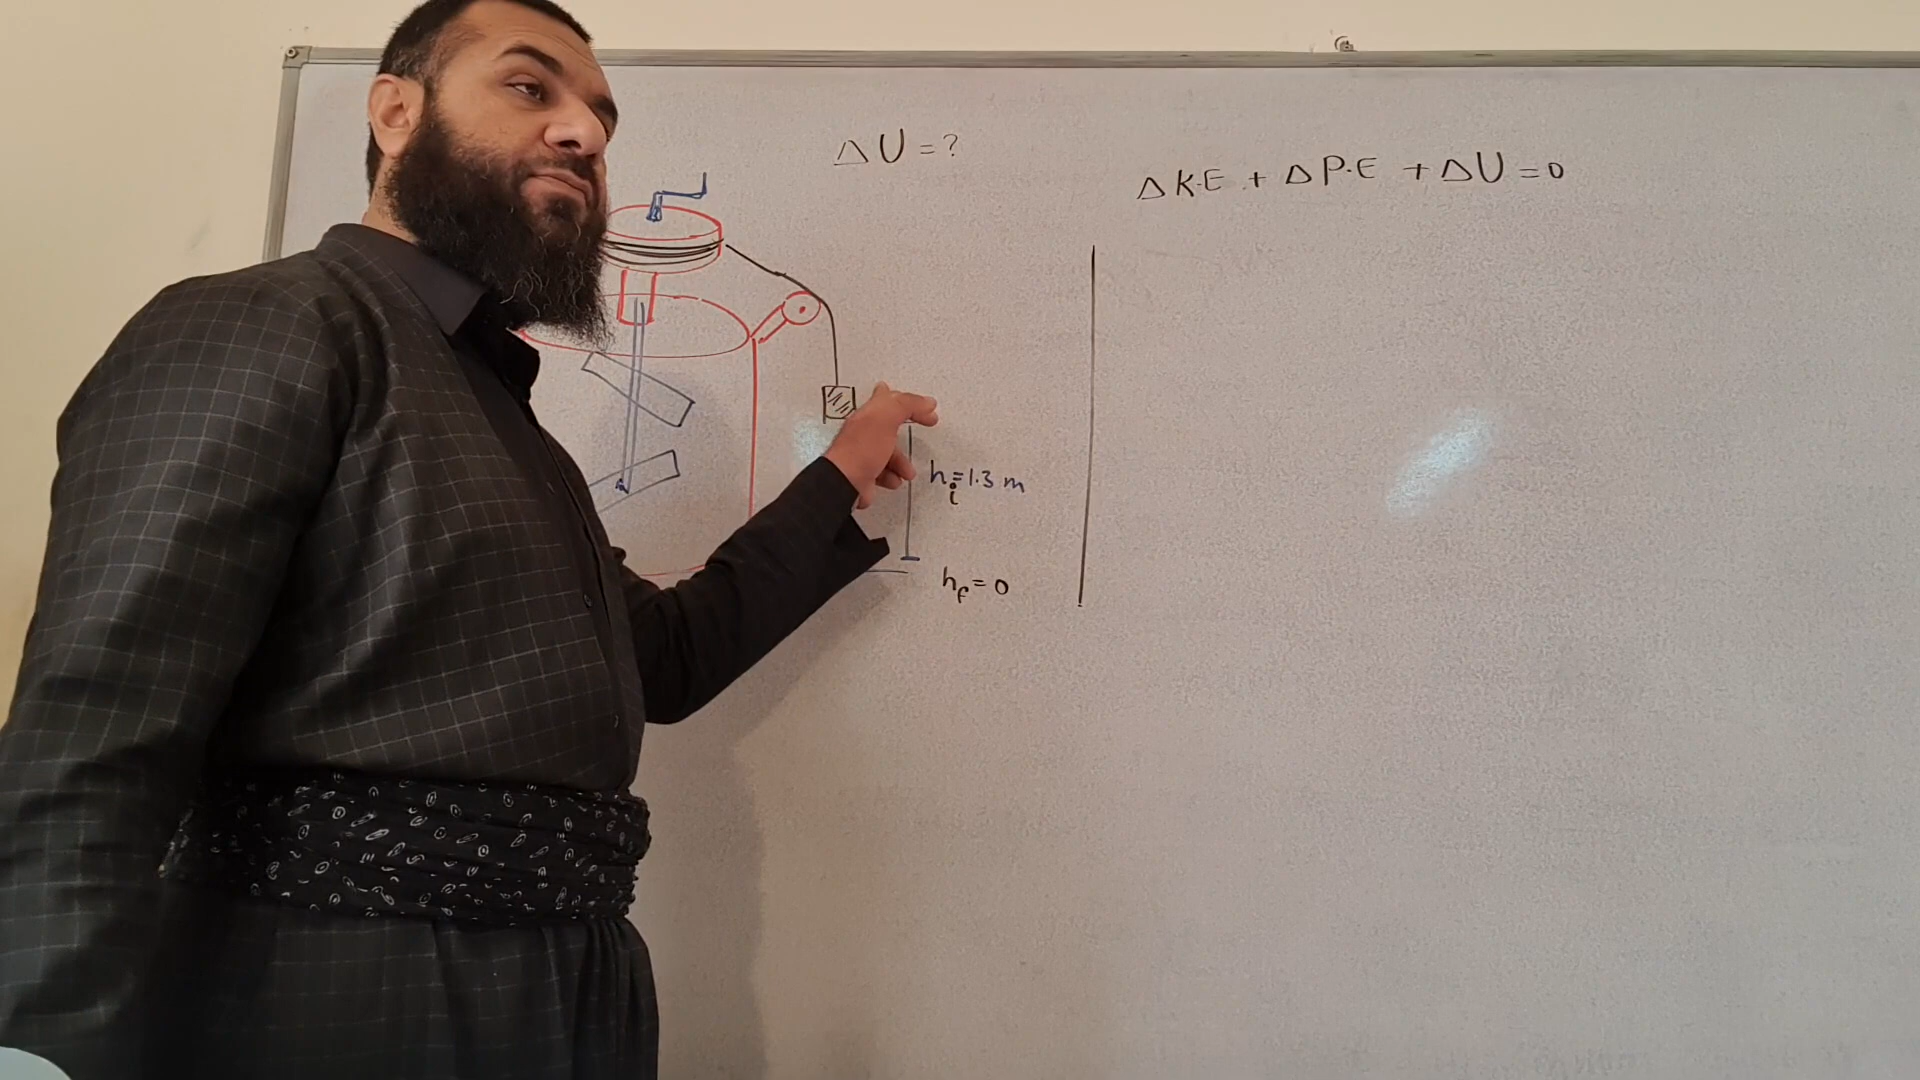 ΔU = ?
ΔK.E + ΔP.E + ΔU = 0
hi = 1.3 m
hf = 0